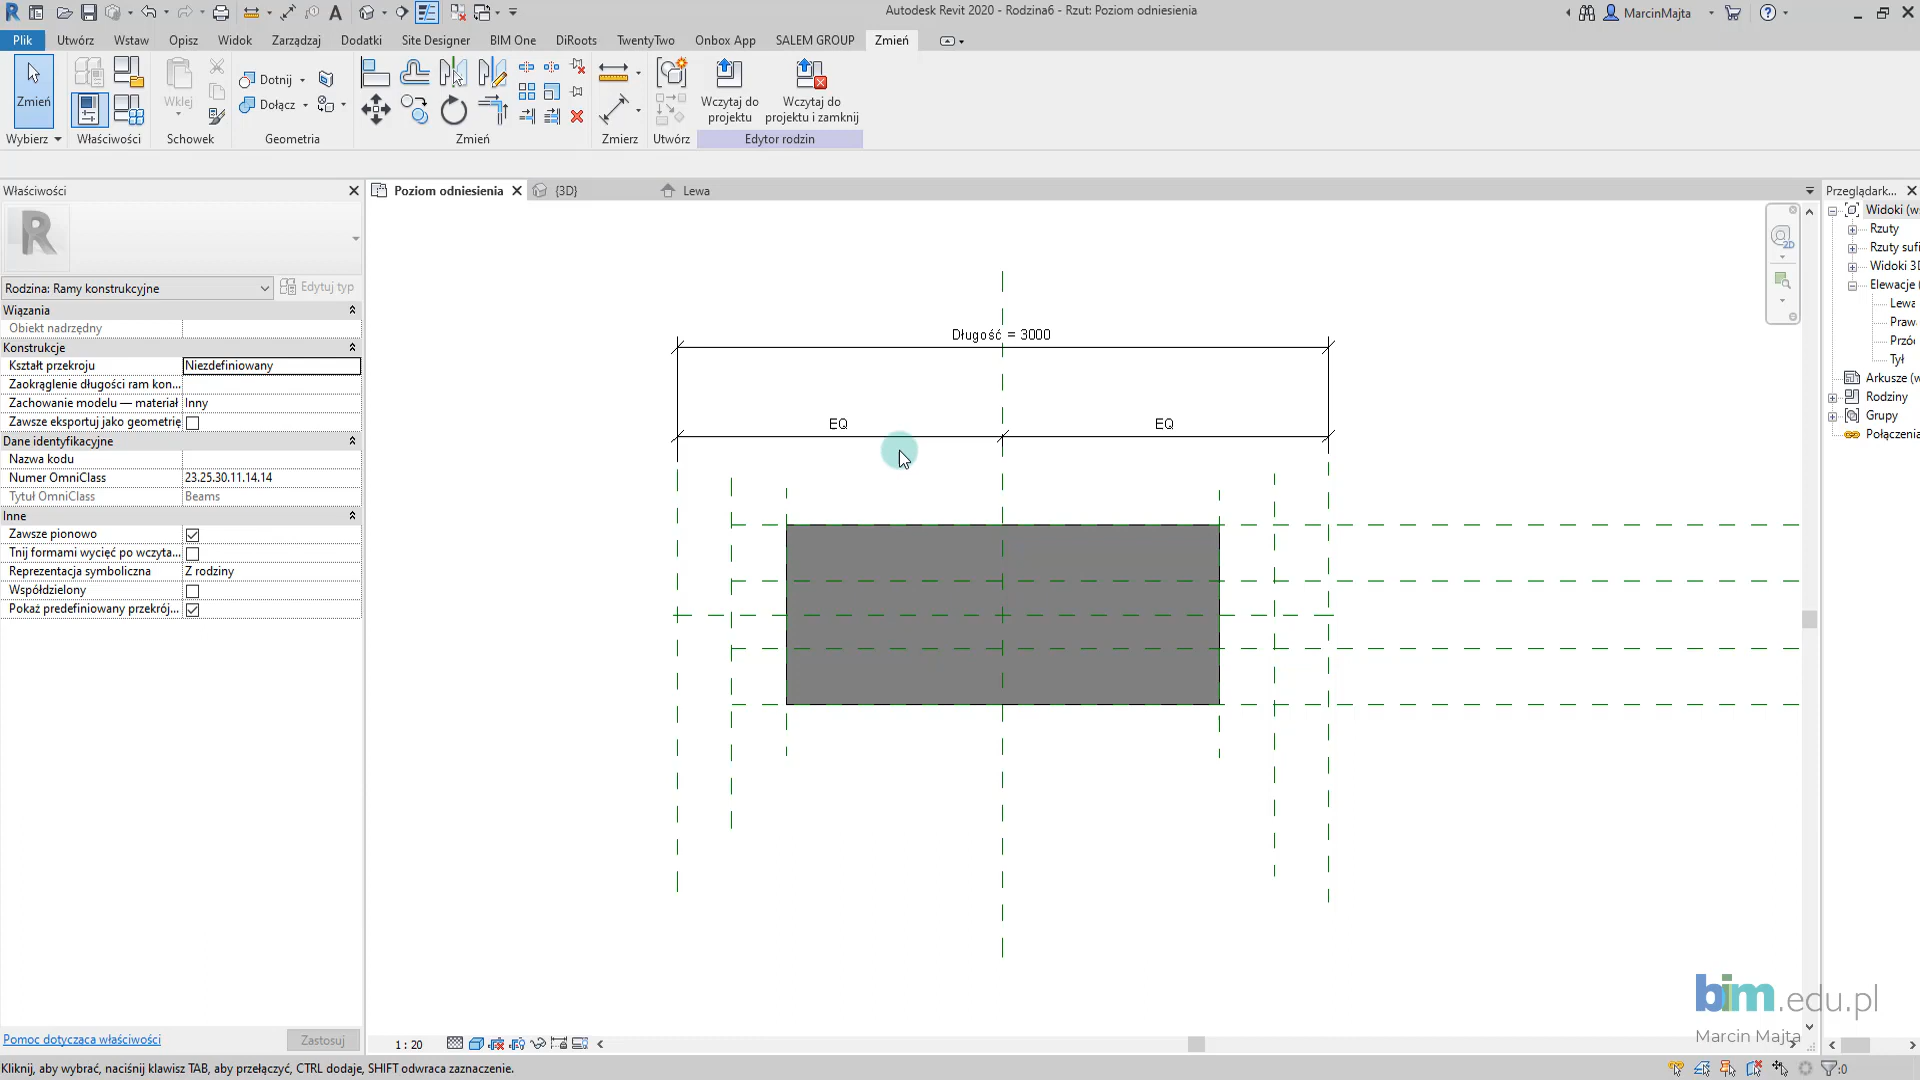 Autodesk Revit 2020 - Rodzina6 - Rzut: Poziom odniesienia
MarcinMajta
Plik
Utwórz
Wstaw
Opisz
Widok
Zarządzaj
Dodatki
Site Designer
BIM One
DiRoots
TwentyTwo
Onbox App
SALEM GROUP
Zmień
Zmień
Wklej
Dotnij
Dołącz
Wczytaj do
projektu
Wczytaj do
projektu i zamknij
Wybierz
Właściwości
Schowek
Geometria
Zmień
Zmierz
Utwórz
Edytor rodzin
Właściwości
Poziom odniesienia
{3D}
Lewa
Przeglądark...
Rodzina: Ramy konstrukcyjne
Edytuj typ
Wiązania
Obiekt nadrzędny
Konstrukcje
Kształt przekroju
Niezdefiniowany
Zaokrąglenie długości ram kon...
Zachowanie modelu — materiał
Inny
Zawsze eksportuj jako geometrię
Dane identyfikacyjne
Nazwa kodu
Numer OmniClass
23.25.30.11.14.14
Tytuł OmniClass
Beams
Inne
Zawsze pionowo
Tnij formami wycięć po wczyta...
Reprezentacja symboliczna
Z rodziny
Współdzielony
Pokaż predefiniowany przekrój...
Długość = 3000
EQ
EQ
2D
Widoki (w
Rzuty
Rzuty sufi
Widoki 3D
Elewacje (
Lewa
Praw
Przó
Tył
Arkusze (w
Rodziny
Grupy
Połączenia
bim.edu.pl
Marcin Majta
Pomoc dotycząca właściwości
Zastosuj
1 : 20
Kliknij, aby wybrać, naciśnij klawisz TAB, aby przełączyć, CTRL dodaje, SHIFT odwraca zaznaczenie.
:0